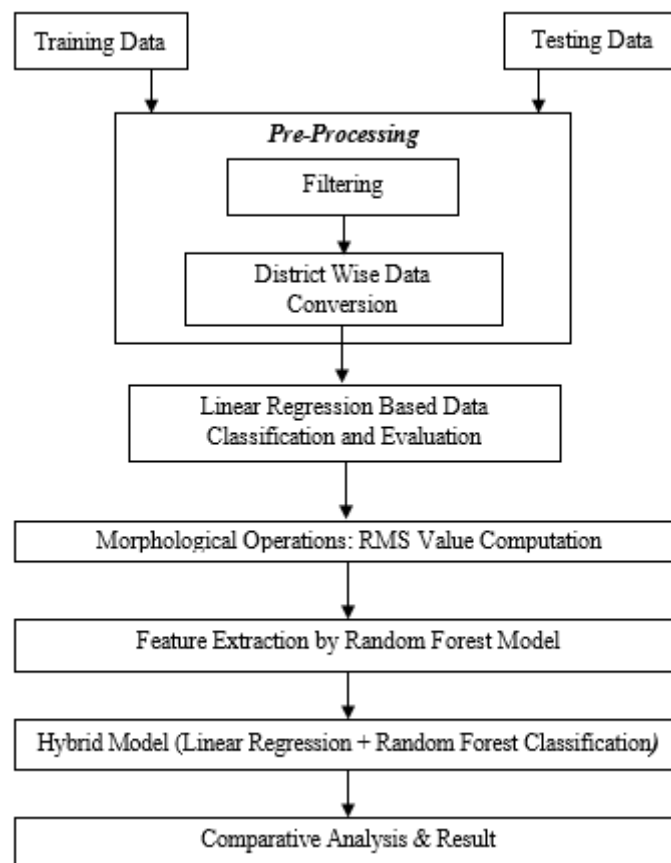 Training Data
Testing Data
Pre-Processing
Filtering
District Wise Data
Conversion
Linear Regression Based Data
Classification and Evaluation
Morphological Operations: RMS Value Computation
Feature Extraction by Random Forest Model
Hybrid Model (Linear Regression + Random Forest Classification)
Comparative Analysis & Result